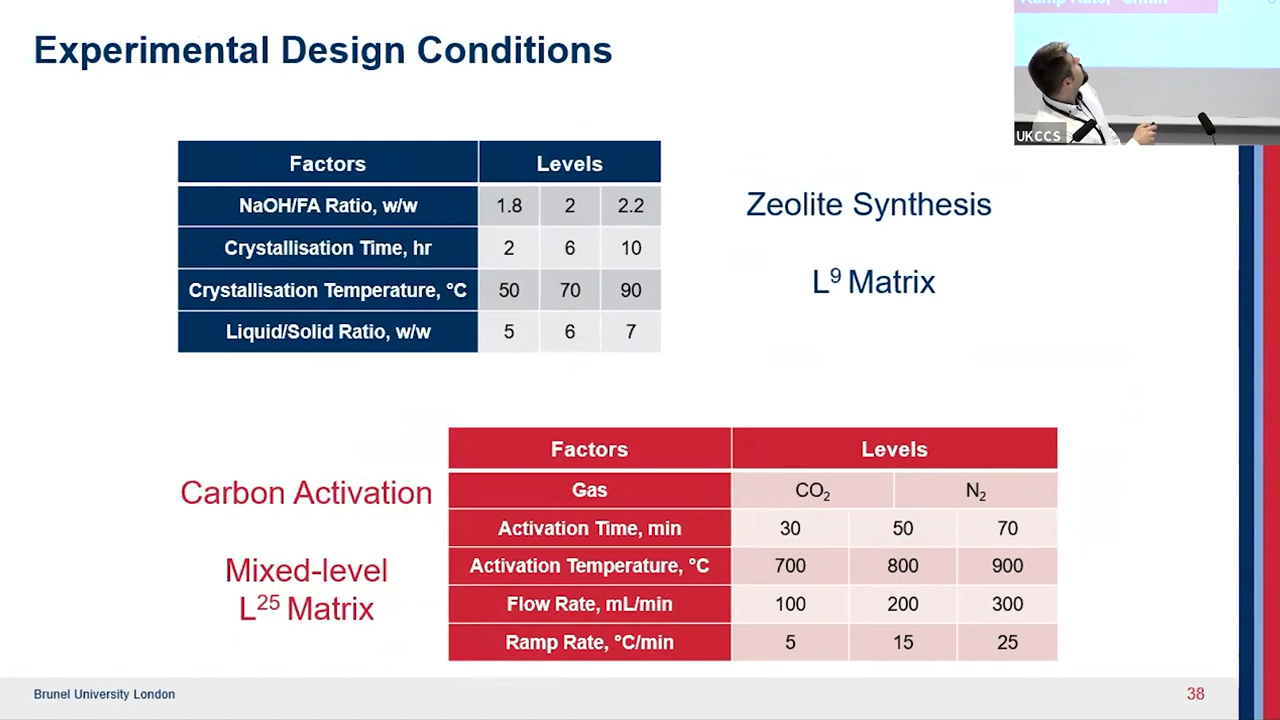 Experimental Design Conditions
Ramp Rate, °C/min
UKCCS
Factors Levels
NaOH/FA Ratio, w/w 1.8 2 2.2
Crystallisation Time, hr 2 6 10
Crystallisation Temperature, °C 50 70 90
Liquid/Solid Ratio, w/w 5 6 7
Zeolite Synthesis
L⁹ Matrix
Carbon Activation
Mixed-level
L²⁵ Matrix
Factors Levels
Gas CO₂ N₂
Activation Time, min 30 50 70
Activation Temperature, °C 700 800 900
Flow Rate, mL/min 100 200 300
Ramp Rate, °C/min 5 15 25
Brunel University London
38